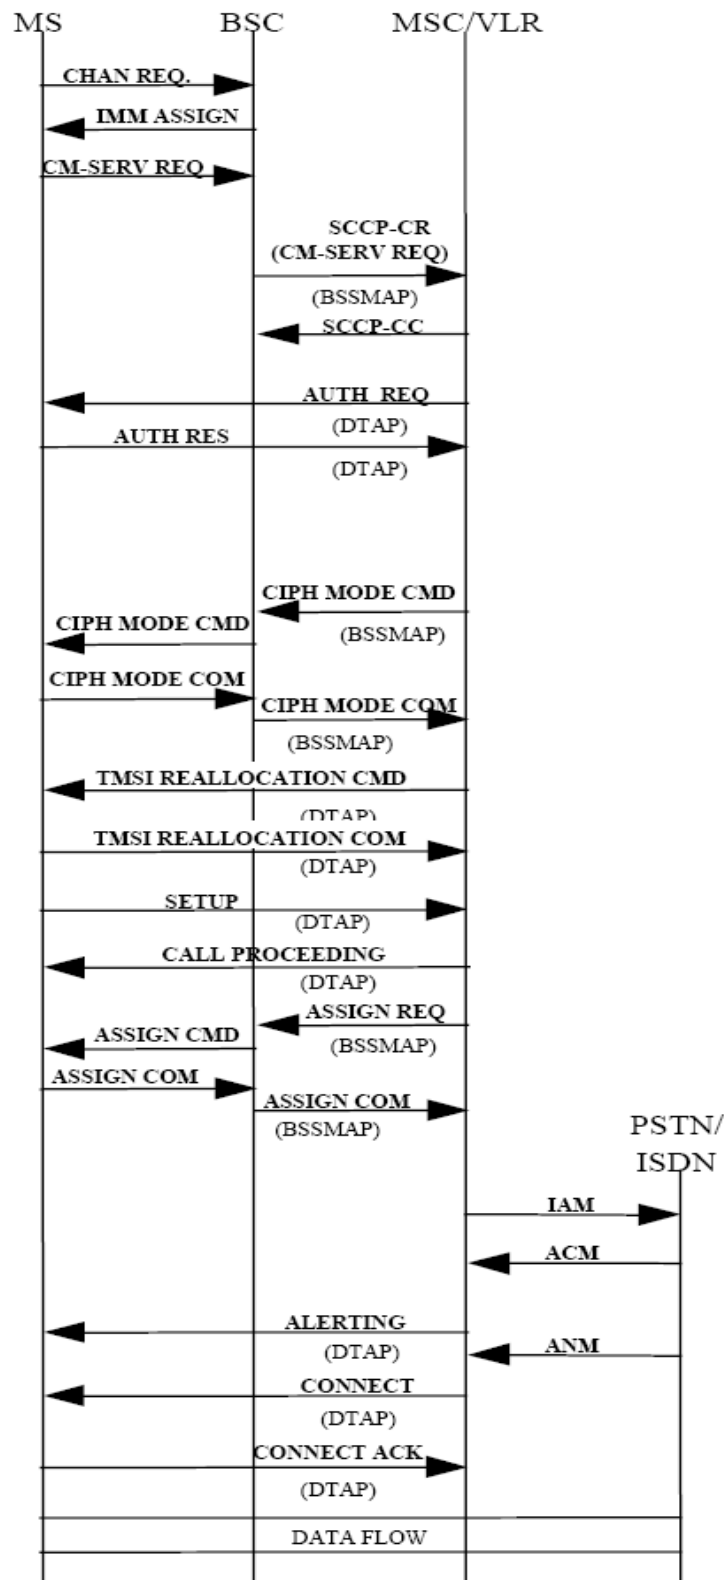 MS BSC MSC/VLR
CHAN REQ.
IMM ASSIGN
CM-SERV REQ
SCCP-CR
(CM-SERV REQ)
(BSSMAP)
SCCP-CC
AUTH REQ
(DTAP)
AUTH RES
(DTAP)
CIPH MODE CMD
CIPH MODE CMD
(BSSMAP)
CIPH MODE COM
CIPH MODE COM
(BSSMAP)
TMSI REALLOCATION CMD
(DTAP)
TMSI REALLOCATION COM
(DTAP)
SETUP
(DTAP)
CALL PROCEEDING
(DTAP)
ASSIGN REQ
ASSIGN CMD
(BSSMAP)
ASSIGN COM
ASSIGN COM
(BSSMAP)
PSTN/
ISDN
IAM
ACM
ALERTING
ANM
(DTAP)
CONNECT
(DTAP)
CONNECT ACK
(DTAP)
DATA FLOW